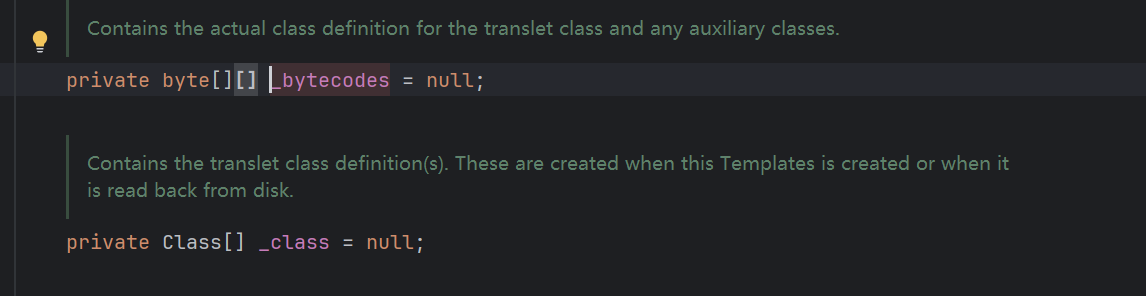 Contains the actual class definition for the translet class and any auxiliary classes.
private byte[][] _bytecodes = null;
Contains the translet class definition(s). These are created when this Templates is created or when it
is read back from disk.
private Class[] _class = null;